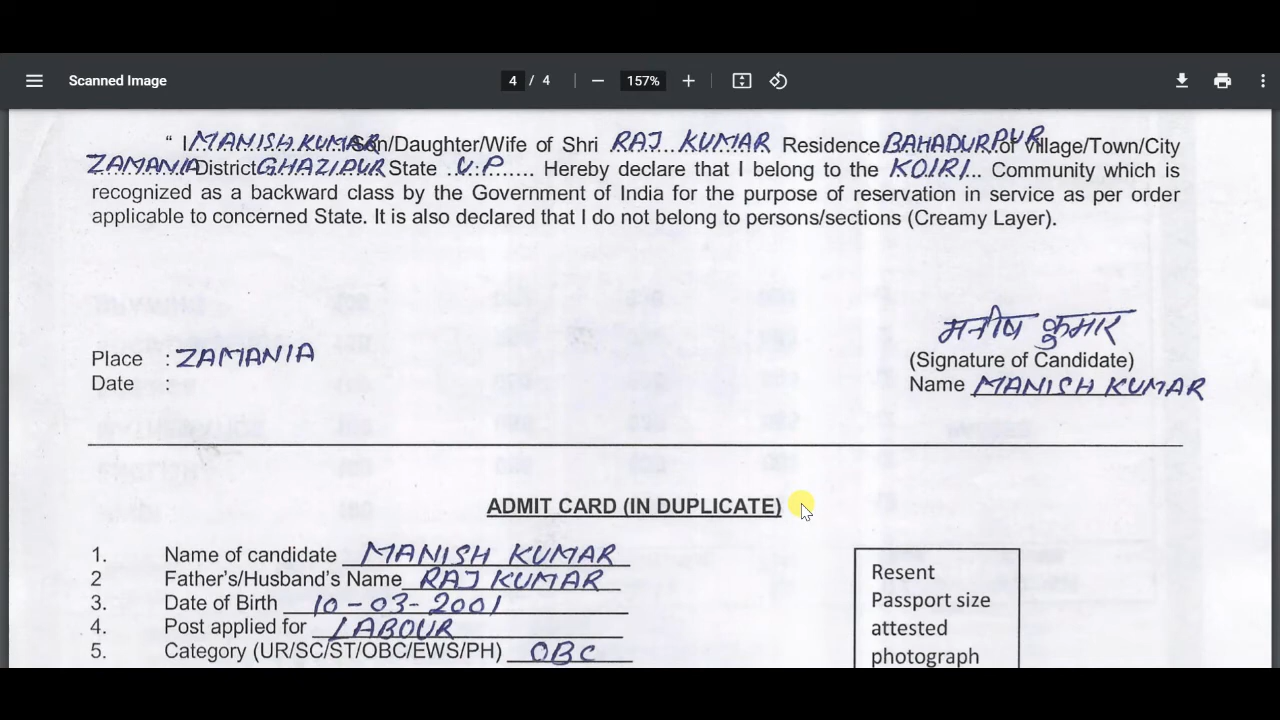 Scanned Image
4 / 4
157%
" I MANISH KUMAR Son/Daughter/Wife of Shri RAJ KUMAR Residence BAHADURPUR of Village/Town/City
ZAMANIA District GHAZIPUR State U.P. Hereby declare that I belong to the KOIRI... Community which is
recognized as a backward class by the Government of India for the purpose of reservation in service as per order
applicable to concerned State. It is also declared that I do not belong to persons/sections (Creamy Layer).
मनीष कुमार
Place : ZAMANIA
(Signature of Candidate)
Date :
Name MANISH KUMAR
ADMIT CARD (IN DUPLICATE)
1. Name of candidate MANISH KUMAR
2 Father's/Husband's Name RAJ KUMAR
3. Date of Birth 10-03-2001
4. Post applied for LABOUR
5. Category (UR/SC/ST/OBC/EWS/PH) OBC
Resent
Passport size
attested
photograph